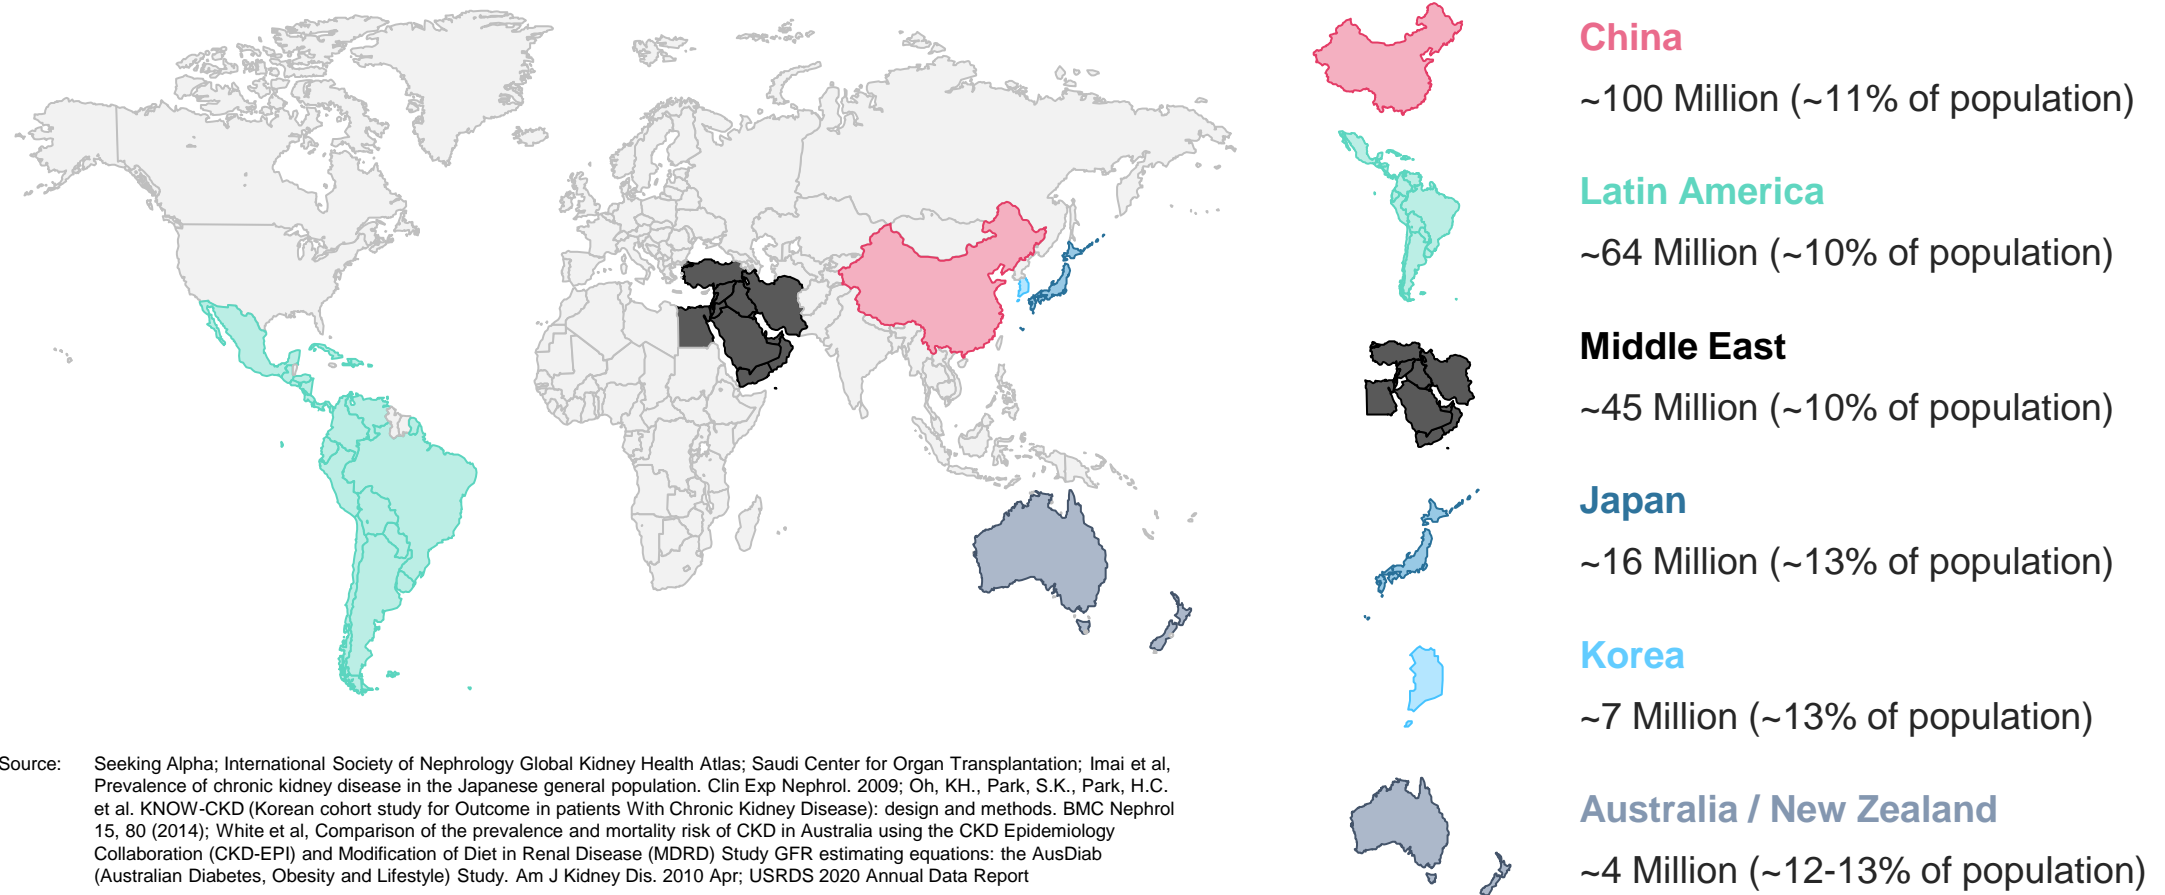 China
~100 Million (~11% of population)
Latin America
~64 Million (~10% of population)
Middle East
~45 Million (~10% of population)
Japan
~16 Million (~13% of population)
Korea
~7 Million (~13% of population)
Australia / New Zealand
~4 Million (~12-13% of population)
Source: Seeking Alpha; International Society of Nephrology Global Kidney Health Atlas; Saudi Center for Organ Transplantation; Imai et al,
Prevalence of chronic kidney disease in the Japanese general population. Clin Exp Nephrol. 2009; Oh, KH., Park, S.K., Park, H.C.
et al. KNOW-CKD (Korean cohort study for Outcome in patients With Chronic Kidney Disease): design and methods. BMC Nephrol
15, 80 (2014); White et al, Comparison of the prevalence and mortality risk of CKD in Australia using the CKD Epidemiology
Collaboration (CKD-EPI) and Modification of Diet in Renal Disease (MDRD) Study GFR estimating equations: the AusDiab
(Australian Diabetes, Obesity and Lifestyle) Study. Am J Kidney Dis. 2010 Apr; USRDS 2020 Annual Data Report